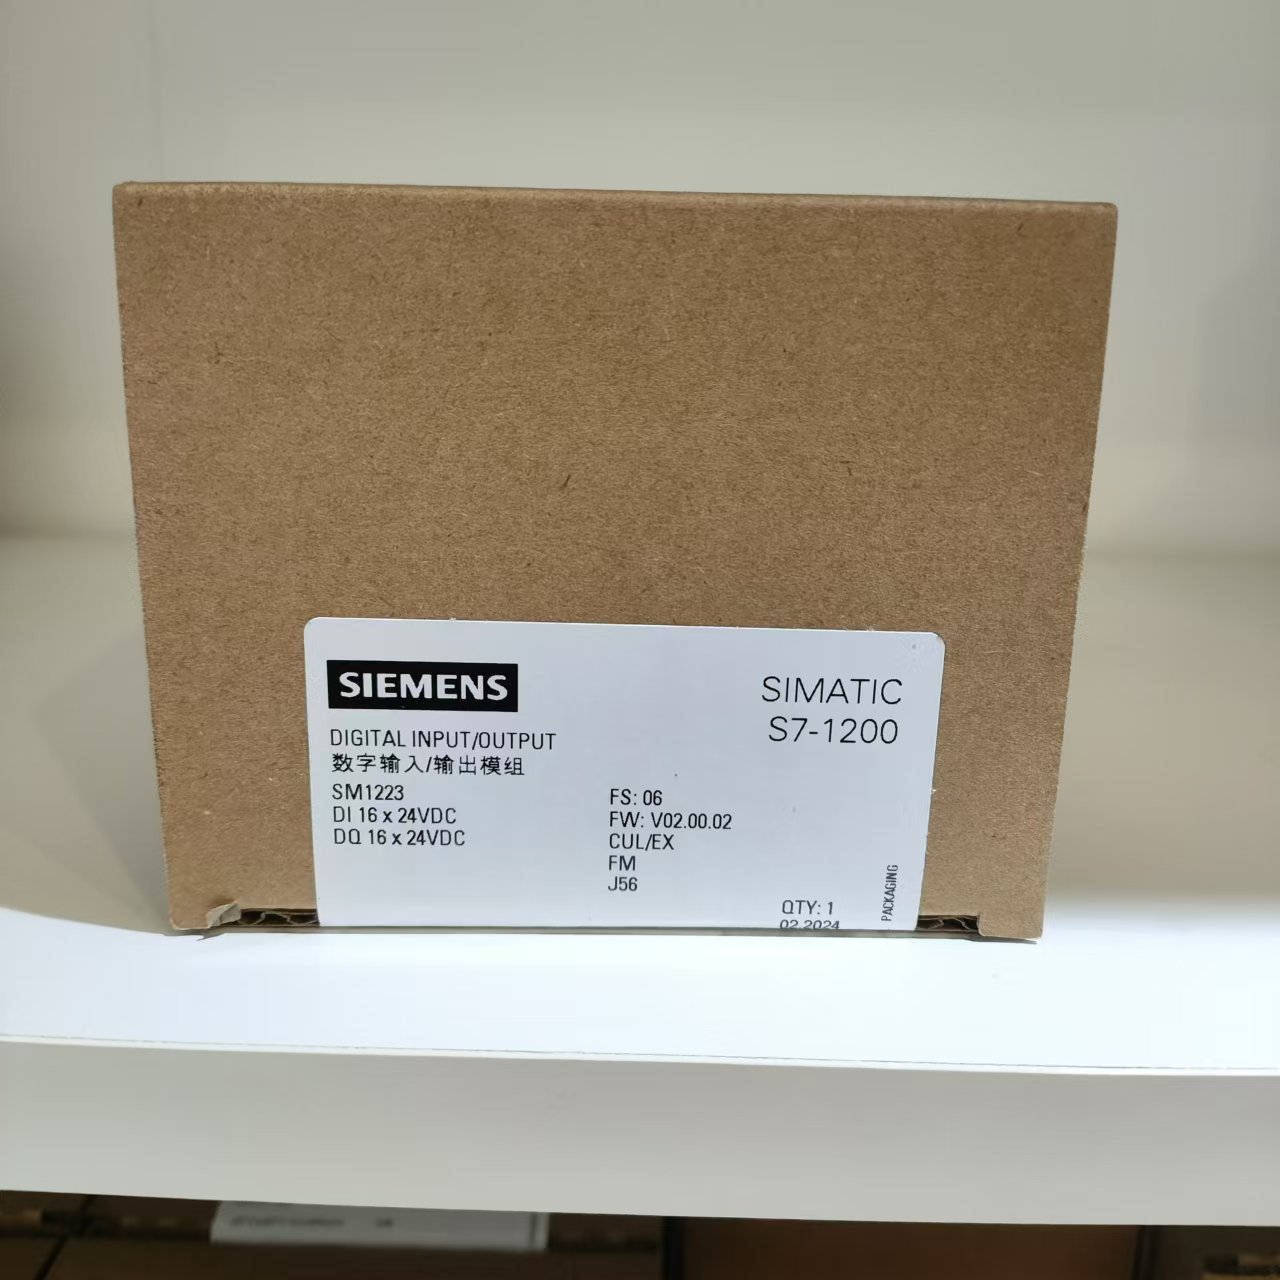 SIEMENS
SIMATIC
S7-1200
DIGITAL INPUT/OUTPUT
数字输入/输出模组
SM1223
DI 16 x 24VDC
DQ 16 x 24VDC
FS: 06
FW: V02.00.02
CUL/EX
FM
J56
QTY: 1
02.2024
PACKAGING